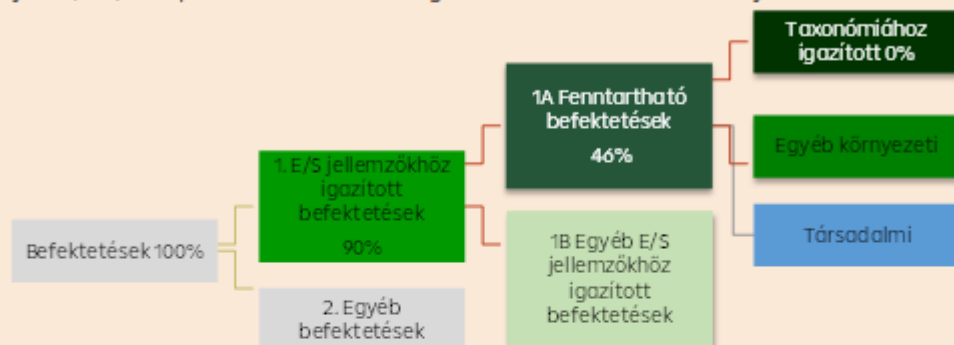 Taxonómiához
igazított 0%
1A Fenntartható
befektetések
46%
Egyéb környezeti
1. E/S jellemzőkhöz
igazított
befektetések
90%
Társadalmi
Befektetések 100%
1B Egyéb E/S
jellemzőkhöz
igazított
befektetések
2. Egyéb
befektetések